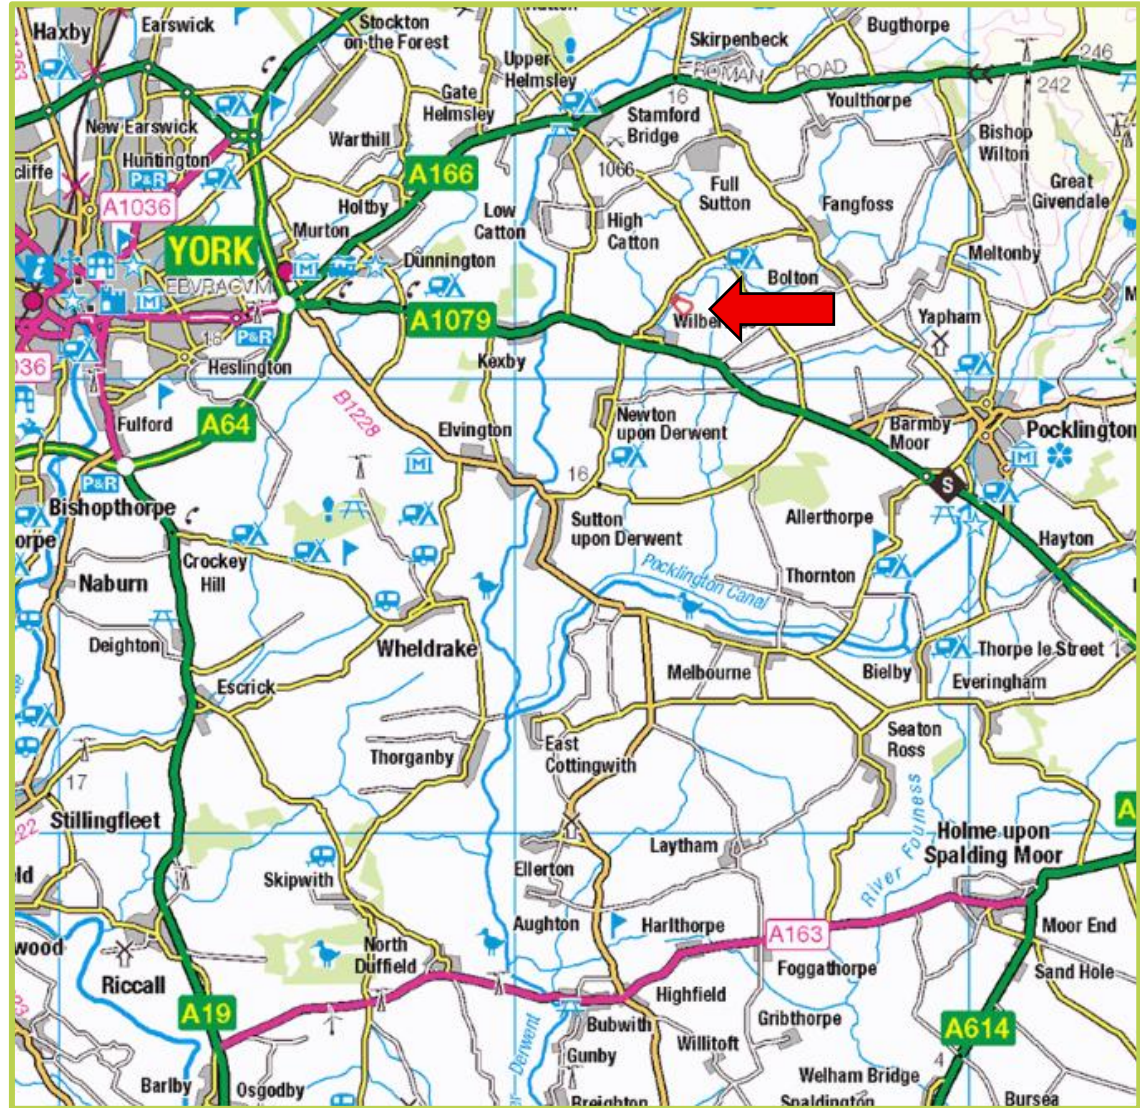 Haxby
Earswick
Stockton
on the Forest
Bugthorpe
Skirpenbeck
Upper
Helmsley
ROMAN ROAD
246
242
Gate
Helmsley
16
Youlthorpe
New Earswick
Warthill
Stamford
Bridge
Bishop
Wilton
Huntington
cliffe
P&R
A166
1066
Full
Sutton
Great
Givendale
A1036
Holtby
Low
Catton
High
Catton
Fangfoss
YORK
Murton
Dunnington
Meltonby
EBVRACVM
Bolton
A1079
Wilber
Yapham
18
P&R
036
Heslington
Kexby
Fulford
A64
B1228
Elvington
Newton
upon Derwent
Barmby
Moor
Pocklington
P&R
16
S
Bishopthorpe
orpe
Sutton
upon Derwent
Allerthorpe
Hayton
Crockey
Hill
Naburn
Pocklington Canal
Thornton
Deighton
Wheldrake
Melbourne
Bielby
Thorpe le Street
Everingham
Escrick
East
Cottingwith
Seaton
Ross
Thorganby
17
Stillingfleet
River Foulness
Holme upon
Spalding Moor
A
Laytham
Skipwith
Ellerton
Aughton
Harlthorpe
A163
Moor End
wood
North
Duffield
Foggathorpe
Sand Hole
Riccall
Highfield
A19
Bubwith
Gribthorpe
A614
Derwent
Gunby
Willitoft
4
Barlby
Osgodby
Welham Bridge
Breighton
Spaldington
Bursea